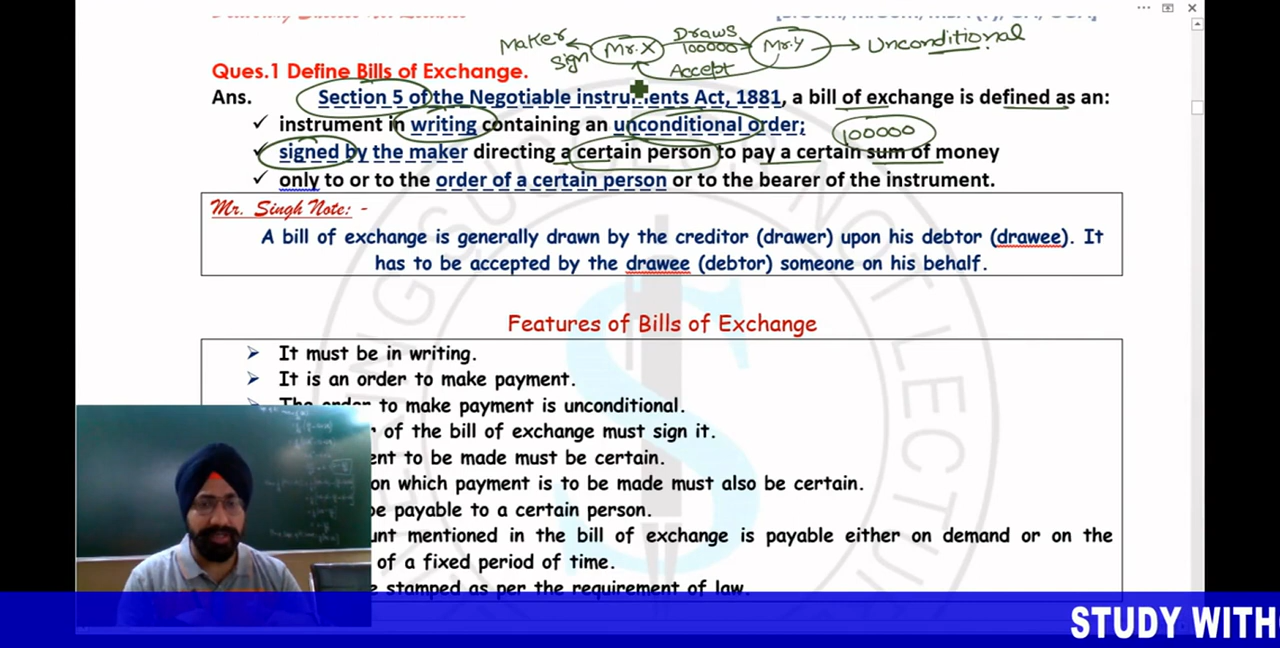 Maker
Sign
Mr. X
Draws
100000
Accept
Mr. Y
Unconditional
Ques.1 Define Bills of Exchange.
Ans. Section 5 of the Negotiable instruments Act, 1881, a bill of exchange is defined as an:
✓ instrument in writing containing an unconditional order;
100000
✓ signed by the maker directing a certain person to pay a certain sum of money
✓ only to or to the order of a certain person or to the bearer of the instrument.
Mr. Singh Note: -
A bill of exchange is generally drawn by the creditor (drawer) upon his debtor (drawee). It
has to be accepted by the drawee (debtor) someone on his behalf.
Features of Bills of Exchange
➢ It must be in writing.
➢ It is an order to make payment.
to make payment is unconditional.
of the bill of exchange must sign it.
to be made must be certain.
on which payment is to be made must also be certain.
payable to a certain person.
mentioned in the bill of exchange is payable either on demand or on the
of a fixed period of time.
stamped as per the requirement of law.
STUDY WITH